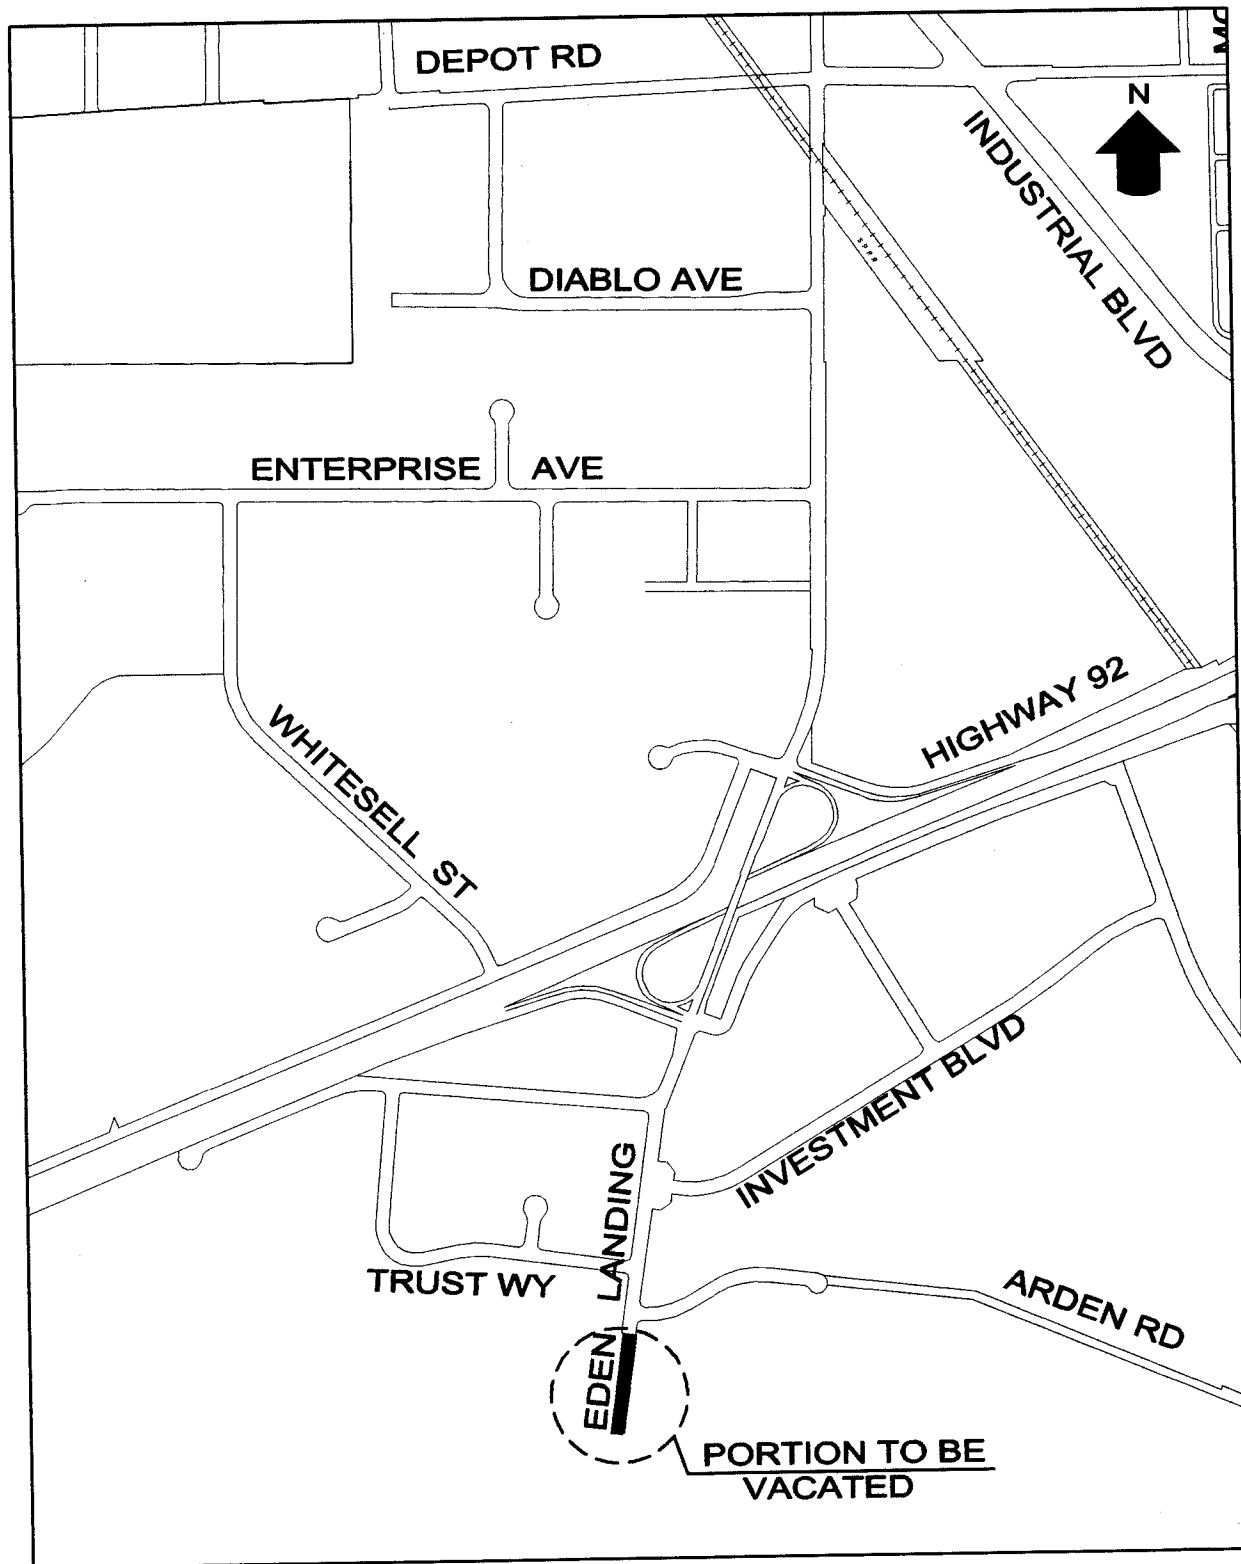 DEPOT RD
N
INDUSTRIAL BLVD
S.P.R.R.
DIABLO AVE
ENTERPRISE AVE
HIGHWAY 92
WHITESELL ST
INVESTMENT BLVD
EDEN LANDING
TRUST WY
ARDEN RD
PORTION TO BE
VACATED